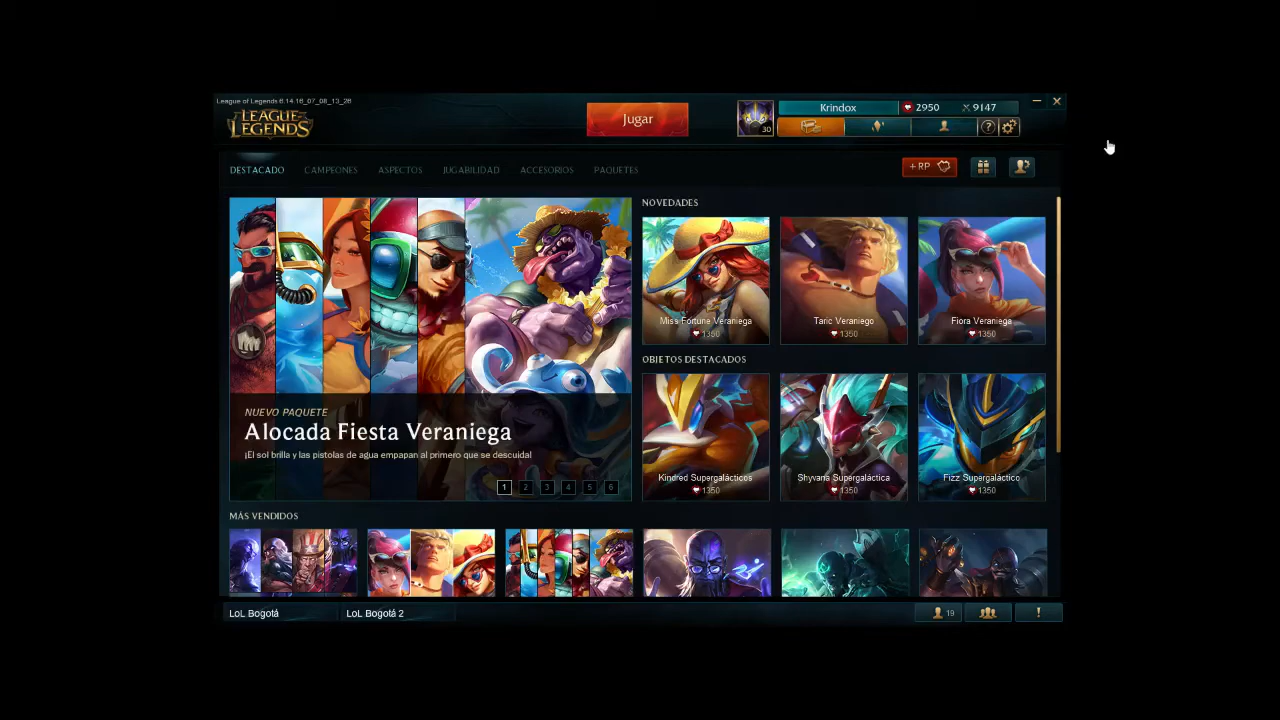 League of Legends 6.14.16_07_08_13_26
LEAGUE OF LEGENDS
Jugar
30
Krindox
2950
9147
?
DESTACADO
CAMPEONES
ASPECTOS
JUGABILIDAD
ACCESORIOS
PAQUETES
+ RP
NUEVO PAQUETE
Alocada Fiesta Veraniega
¡El sol brilla y las pistolas de agua empapan al primero que se descuida!
1 2 3 4 5 6
NOVEDADES
Miss Fortune Veraniega
1350
Taric Veraniego
1350
Fiora Veraniega
1350
OBJETOS DESTACADOS
Kindred Supergalácticos
1350
Shyvana Supergaláctica
1350
Fizz Supergaláctico
1350
MÁS VENDIDOS
LoL Bogotá
LoL Bogotá 2
19
!